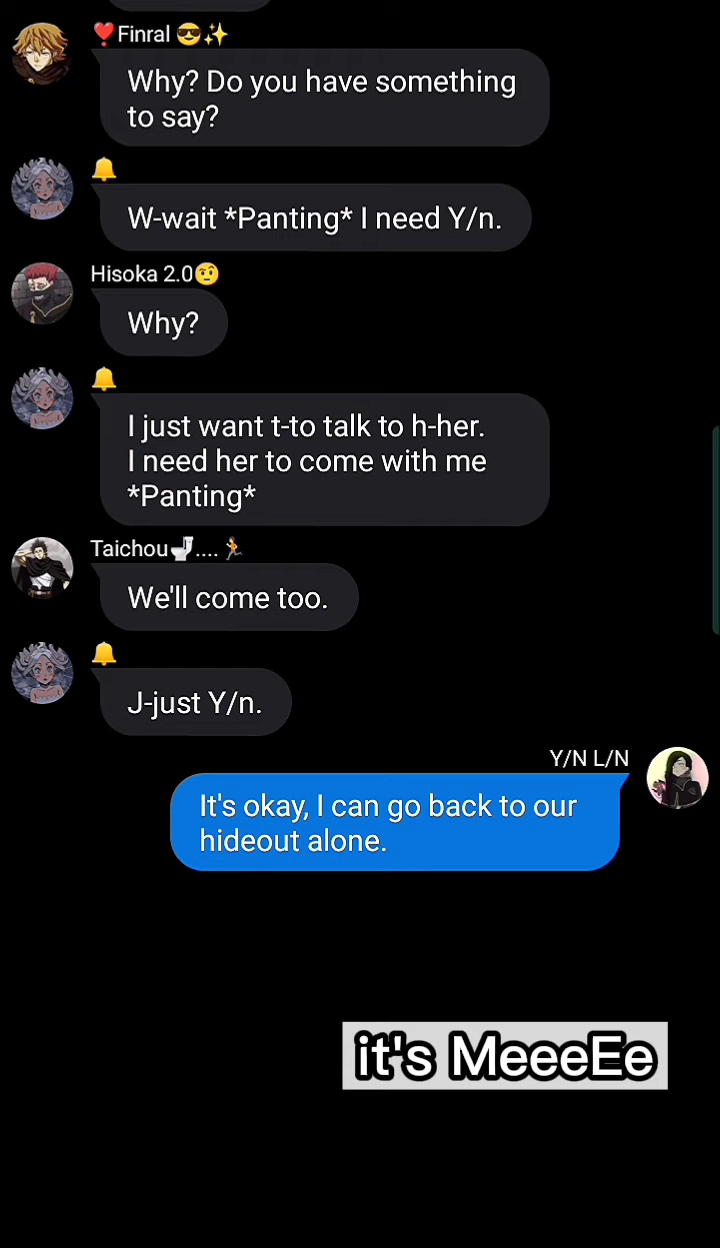 ❤️Finral 😎✨
Why? Do you have something
to say?
🔔
W-wait *Panting* I need Y/n.
Hisoka 2.0🤨
Why?
🔔
I just want t-to talk to h-her.
I need her to come with me
*Panting*
Taichou🚽....🏃
We'll come too.
🔔
J-just Y/n.
Y/N L/N
It's okay, I can go back to our
hideout alone.
it's MeeeEe